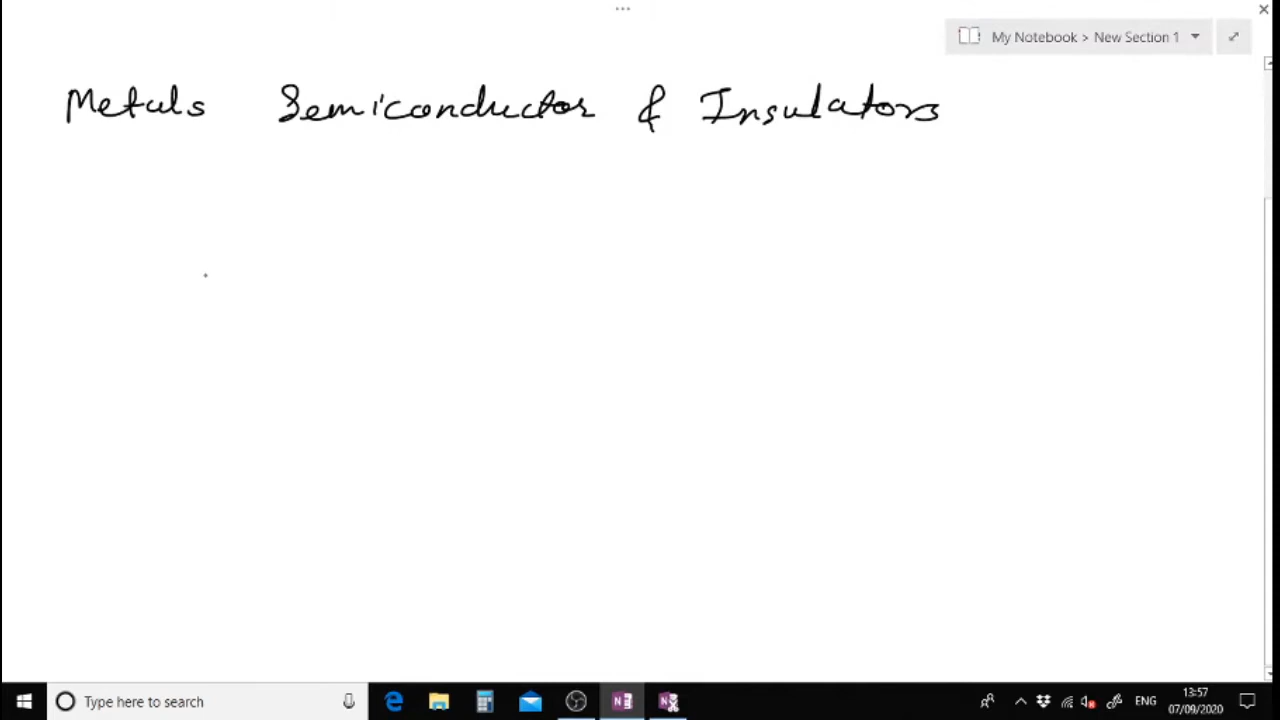 My Notebook > New Section 1
Metals Semiconductor & Insulators
Type here to search
ENG
13:57
07/09/2020